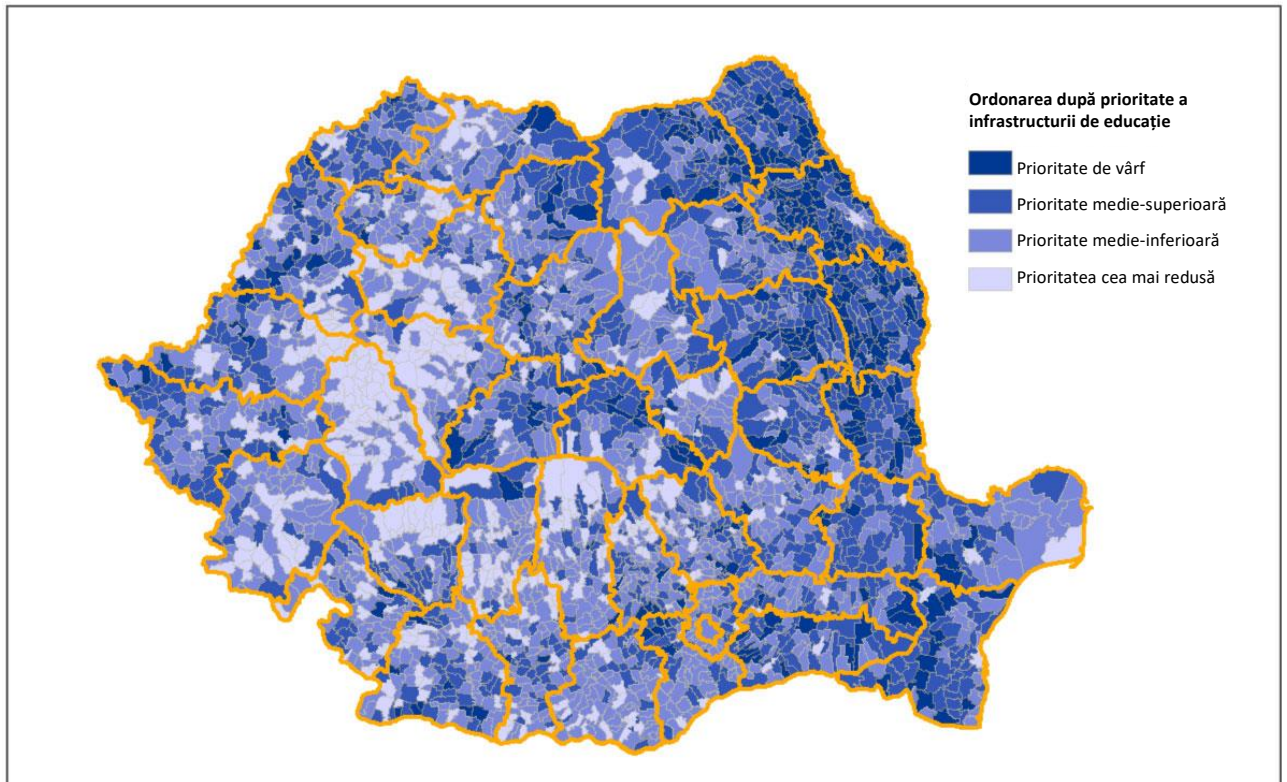 Ordonarea după prioritate a
infrastructurii de educație
Prioritate de vârf
Prioritate medie-superioară
Prioritate medie-inferioară
Prioritatea cea mai redusă